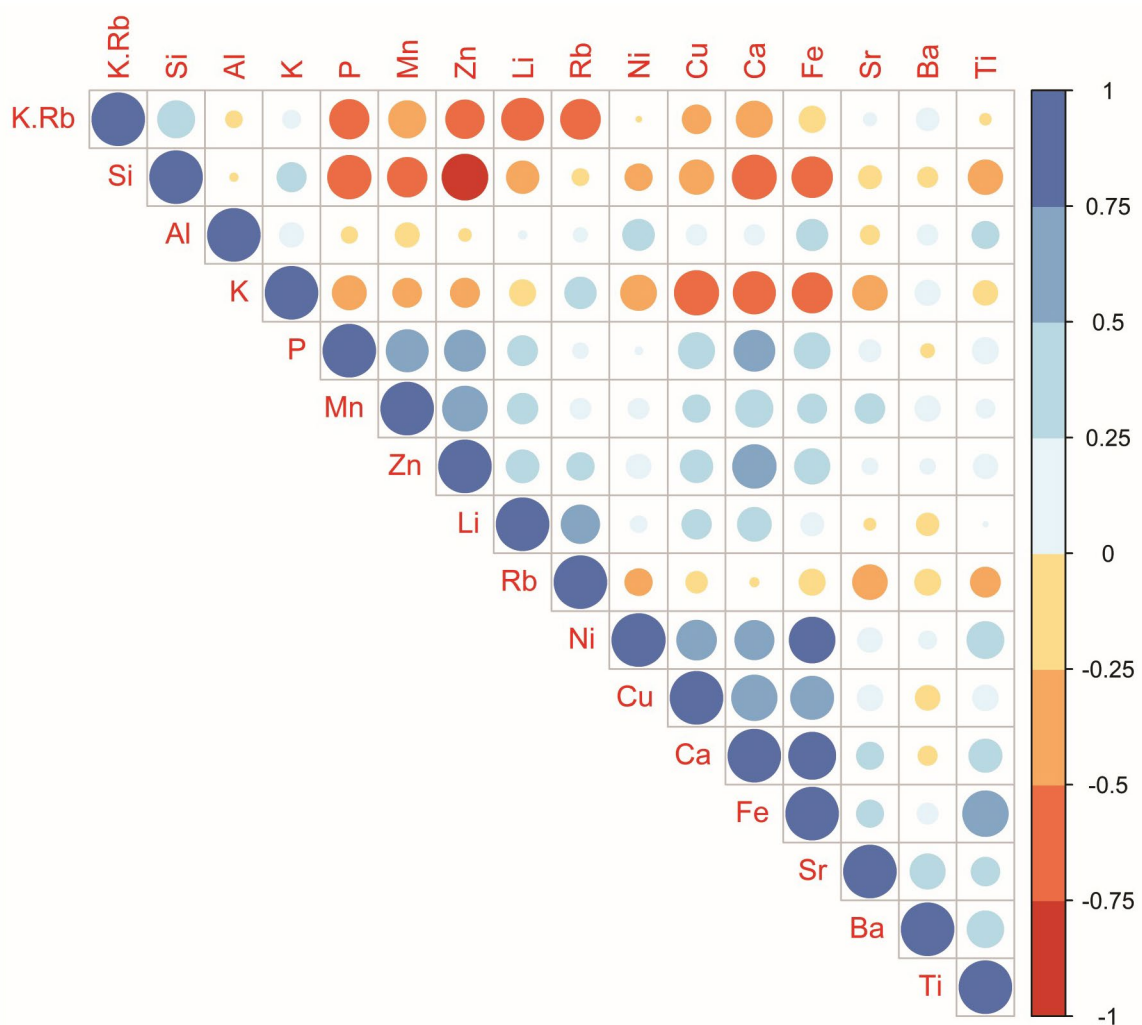 K.Rb Si Al K P Mn Zn Li Rb Ni Cu Ca Fe Sr Ba Ti
K.Rb
Si
Al
K
P
Mn
Zn
Li
Rb
Ni
Cu
Ca
Fe
Sr
Ba
Ti
1
0.75
0.5
0.25
0
-0.25
-0.5
-0.75
-1